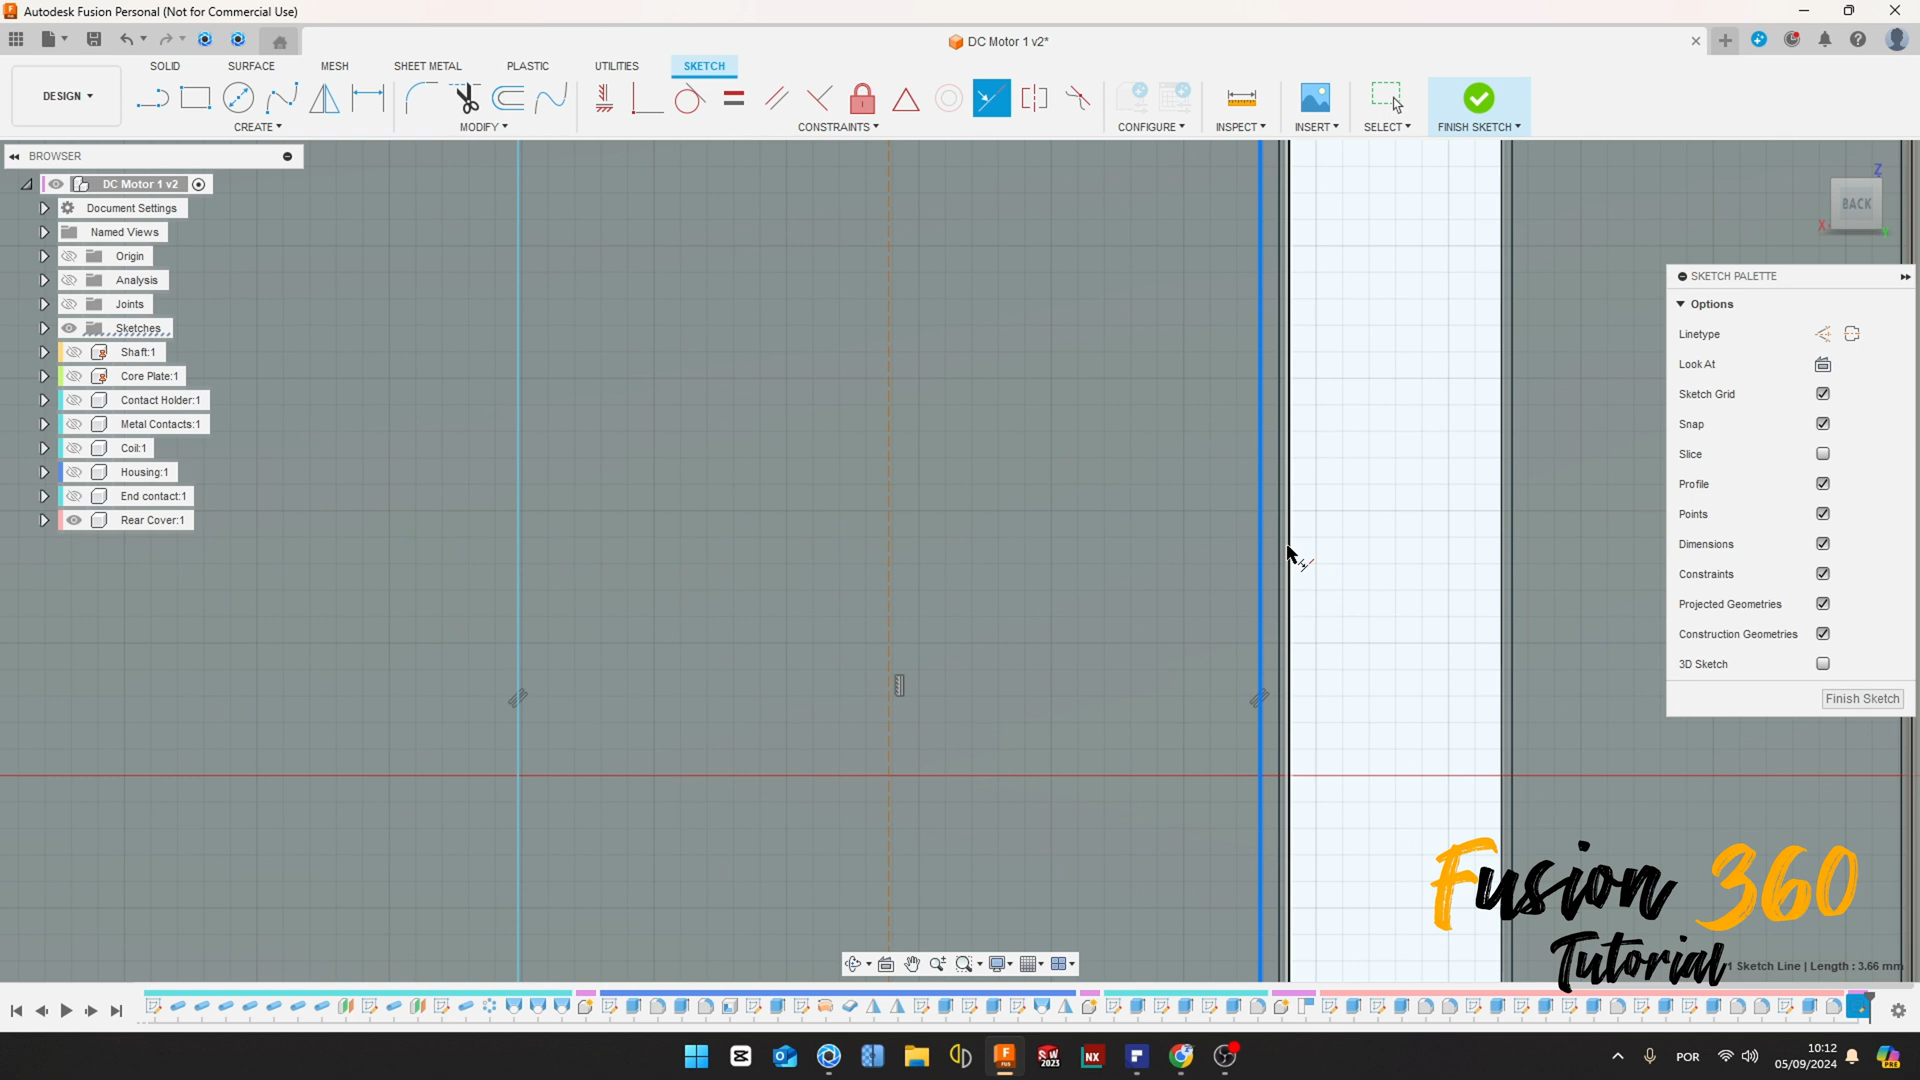 Autodesk Fusion Personal (Not for Commercial Use)
DC Motor 1 v2*
SOLID SURFACE MESH SHEET METAL PLASTIC UTILITIES SKETCH
DESIGN
CREATE MODIFY CONSTRAINTS CONFIGURE INSPECT INSERT SELECT FINISH SKETCH
BROWSER
DC Motor 1 v2
Document Settings
Named Views
Origin
Analysis
Joints
Sketches
Shaft:1
Core Plate:1
Contact Holder:1
Metal Contacts:1
Coil:1
Housing:1
End contact:1
Rear Cover:1
Z
BACK
X
Y
SKETCH PALETTE
Options
Linetype
Look At
Sketch Grid
Snap
Slice
Profile
Points
Dimensions
Constraints
Projected Geometries
Construction Geometries
3D Sketch
Finish Sketch
Fusion 360
Tutorial
1 Sketch Line | Length : 3.66 mm
F
FUS
SW
2023
NX
F
POR
10:12
05/09/2024
PRE